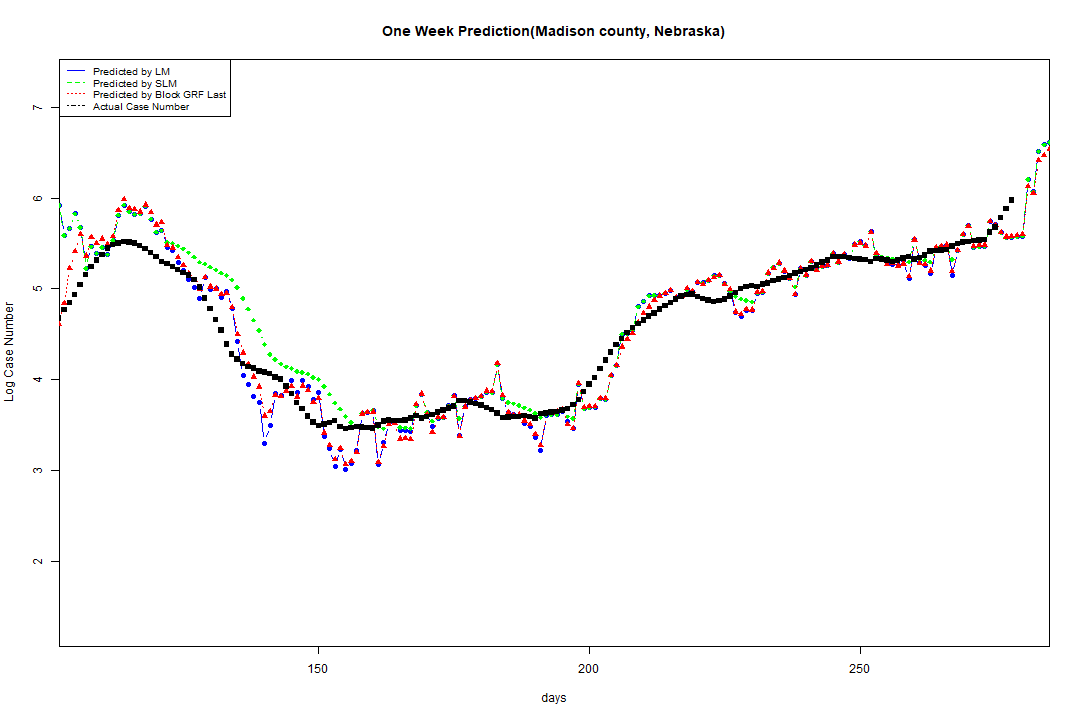 One Week Prediction(Madison county, Nebraska)
Predicted by LM
Predicted by SLM
Predicted by Block GRF Last
Actual Case Number
7
6
5
4
3
2
Log Case Number
150
200
250
days